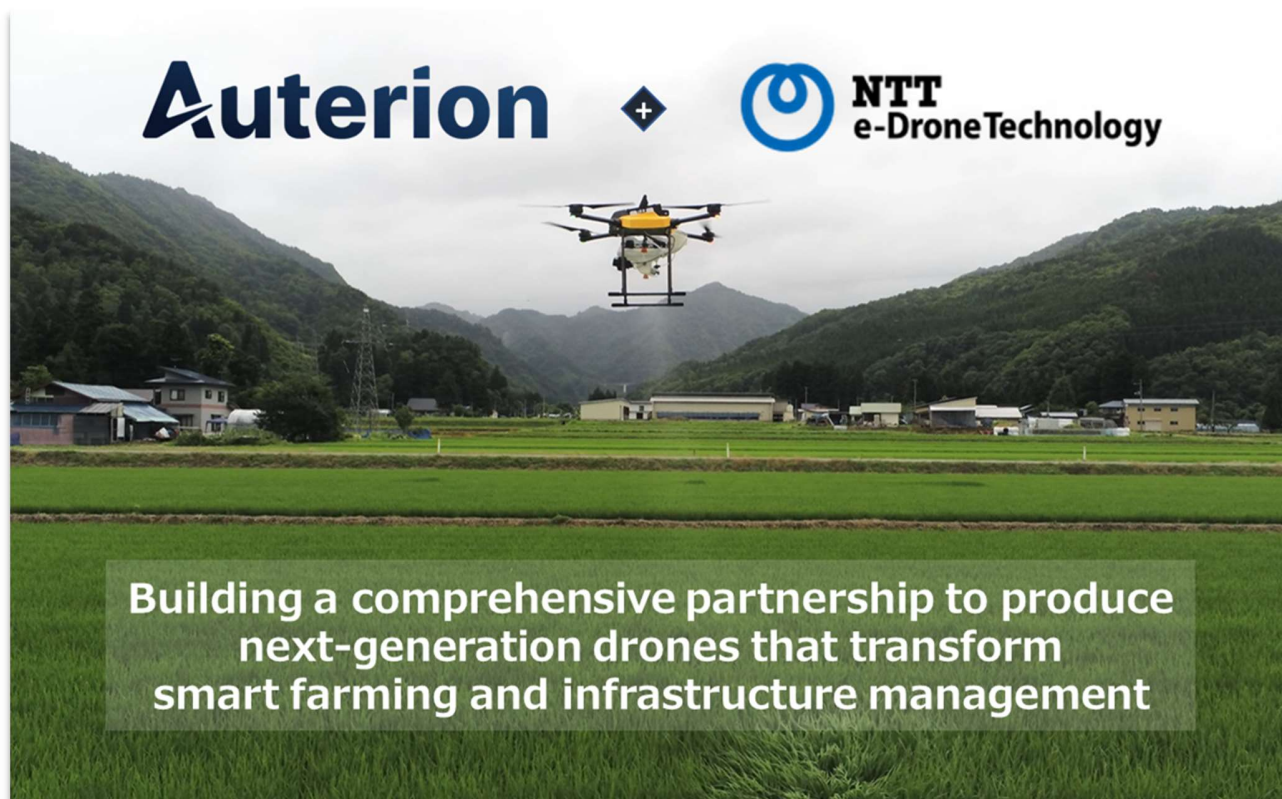 Auterion
+
NTT
e-Drone Technology
Building a comprehensive partnership to produce
next-generation drones that transform
smart farming and infrastructure management